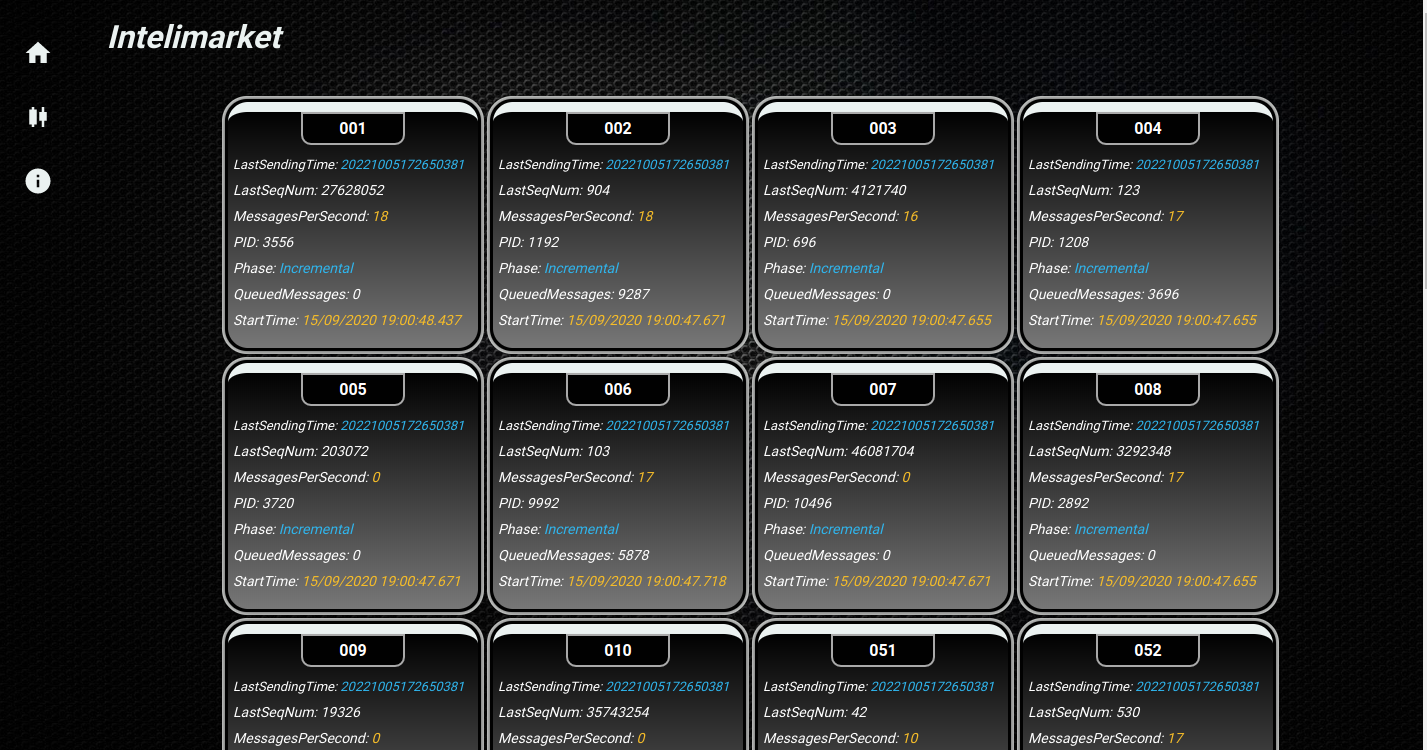 Intelimarket
001 002 003 004
LastSendingTime: 20221005172650381 LastSendingTime: 20221005172650381 LastSendingTime: 20221005172650381 LastSendingTime: 20221005172650381
LastSeqNum: 27628052 LastSeqNum: 904 LastSeqNum: 4121740 LastSeqNum: 123
MessagesPerSecond: 18 MessagesPerSecond: 18 MessagesPerSecond: 16 MessagesPerSecond: 17
PID: 3556 PID: 1192 PID: 696 PID: 1208
Phase: Incremental Phase: Incremental Phase: Incremental Phase: Incremental
QueuedMessages: 0 QueuedMessages: 9287 QueuedMessages: 0 QueuedMessages: 3696
StartTime: 15/09/2020 19:00:48.437 StartTime: 15/09/2020 19:00:47.671 StartTime: 15/09/2020 19:00:47.655 StartTime: 15/09/2020 19:00:47.655
005 006 007 008
LastSendingTime: 20221005172650381 LastSendingTime: 20221005172650381 LastSendingTime: 20221005172650381 LastSendingTime: 20221005172650381
LastSeqNum: 203072 LastSeqNum: 103 LastSeqNum: 46081704 LastSeqNum: 3292348
MessagesPerSecond: 0 MessagesPerSecond: 17 MessagesPerSecond: 0 MessagesPerSecond: 17
PID: 3720 PID: 9992 PID: 10496 PID: 2892
Phase: Incremental Phase: Incremental Phase: Incremental Phase: Incremental
QueuedMessages: 0 QueuedMessages: 5878 QueuedMessages: 0 QueuedMessages: 0
StartTime: 15/09/2020 19:00:47.671 StartTime: 15/09/2020 19:00:47.718 StartTime: 15/09/2020 19:00:47.671 StartTime: 15/09/2020 19:00:47.655
009 010 051 052
LastSendingTime: 20221005172650381 LastSendingTime: 20221005172650381 LastSendingTime: 20221005172650381 LastSendingTime: 20221005172650381
LastSeqNum: 19326 LastSeqNum: 35743254 LastSeqNum: 42 LastSeqNum: 530
MessagesPerSecond: 0 MessagesPerSecond: 0 MessagesPerSecond: 10 MessagesPerSecond: 17